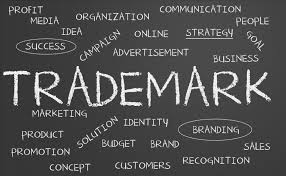 PROFIT ORGANIZATION COMMUNICATION
MEDIA PEOPLE
IDEA CAMPAIGN ONLINE STRATEGY GOAL
SUCCESS ADVERTISEMENT BUSINESS
TRADEMARK
MARKETING
PRODUCT SOLUTION IDENTITY BRANDING
PROMOTION BUDGET BRAND SALES
CONCEPT CUSTOMERS RECOGNITION